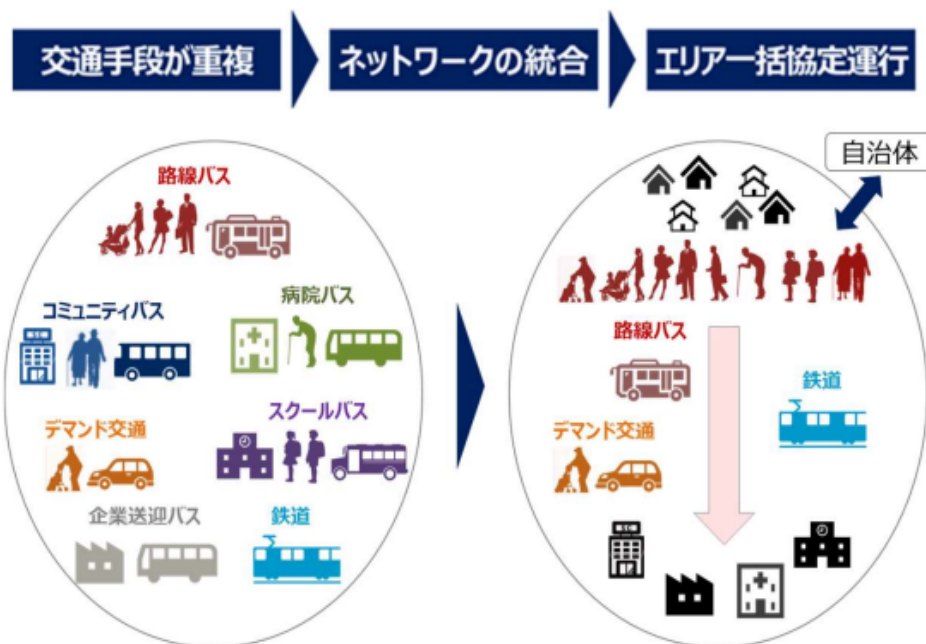 交通手段が重複
ネットワークの統合
エリア一括協定運行
自治体
路線バス
コミュニティバス
病院バス
デマンド交通
スクールバス
企業送迎バス
鉄道
路線バス
鉄道
デマンド交通
SC